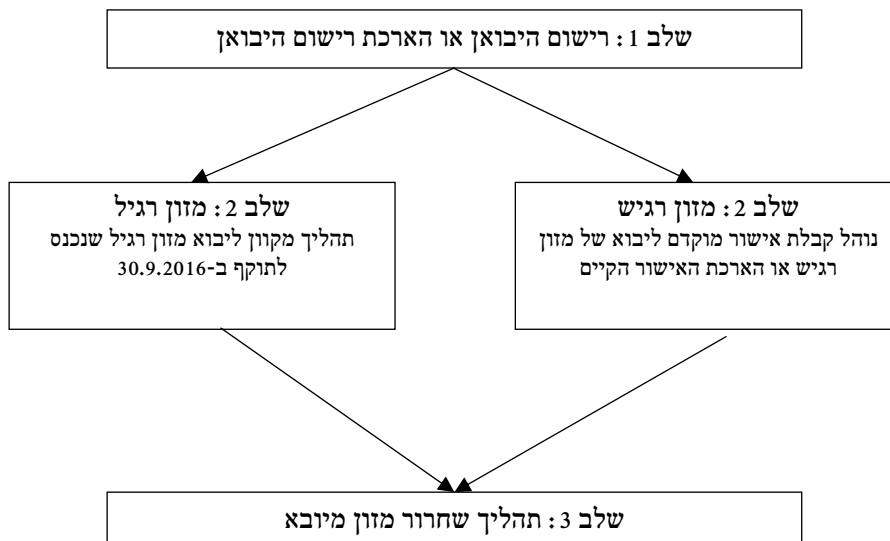 שלב 1: רישום היבואן או הארכת רישום היבואן
שלב 2: מזון רגיש
נוהל קבלת אישור מוקדם ליבוא של מזון
רגיש או הארכת האישור הקיים
שלב 2: מזון רגיל
תהליך מקוון ליבוא מזון רגיל שנכנס
לתוקף ב-30.9.2016
שלב 3: תהליך שחרור מזון מיובא